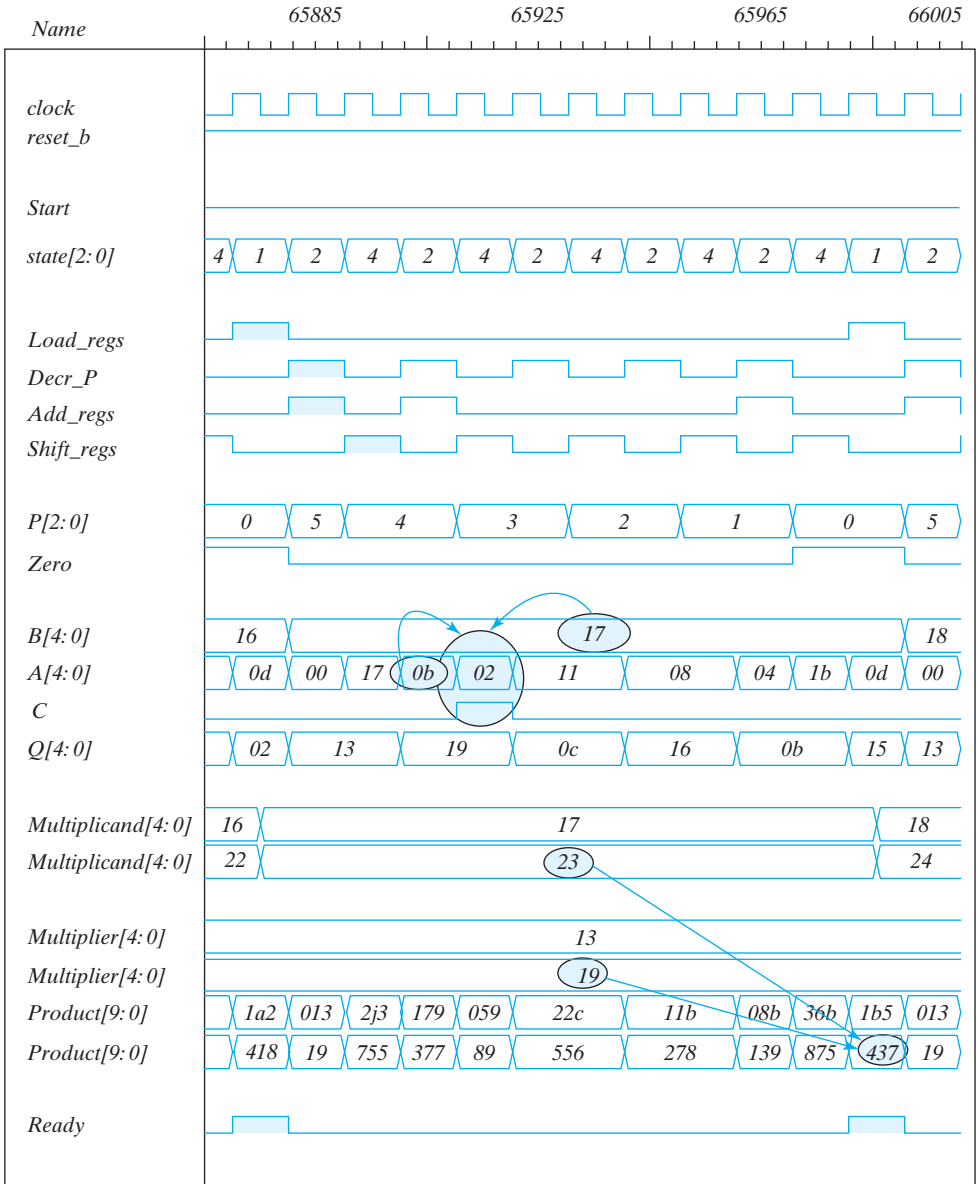 Name 65885 65925 65965 66005
clock
reset_b
Start
state[2:0] 4 1 2 4 2 4 2 4 2 4 2 4 1 2
Load_regs
Decr_P
Add_regs
Shift_regs
P[2:0] 0 5 4 3 2 1 0 5
Zero
B[4:0] 16 17 18
A[4:0] 0d 00 17 0b 02 11 08 04 1b 0d 00
C
Q[4:0] 02 13 19 0c 16 0b 15 13
Multiplicand[4:0] 16 17 18
Multiplicand[4:0] 22 23 24
Multiplier[4:0] 13
Multiplier[4:0] 19
Product[9:0] 1a2 013 2j3 179 059 22c 11b 08b 36b 1b5 013
Product[9:0] 418 19 755 377 89 556 278 139 875 437 19
Ready